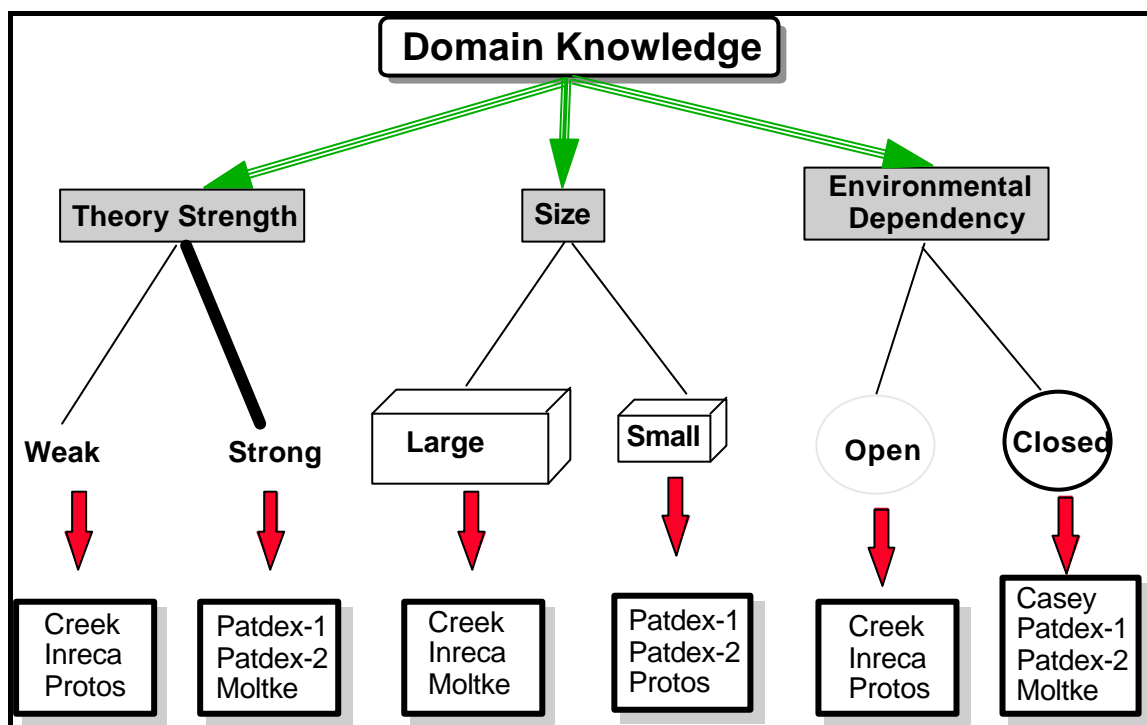 Domain Knowledge
Theory Strength
Size
Environmental
Dependency
Weak
Strong
Large
Small
Open
Closed
Creek
Inreca
Protos
Patdex-1
Patdex-2
Moltke
Creek
Inreca
Moltke
Patdex-1
Patdex-2
Protos
Creek
Inreca
Protos
Casey
Patdex-1
Patdex-2
Moltke